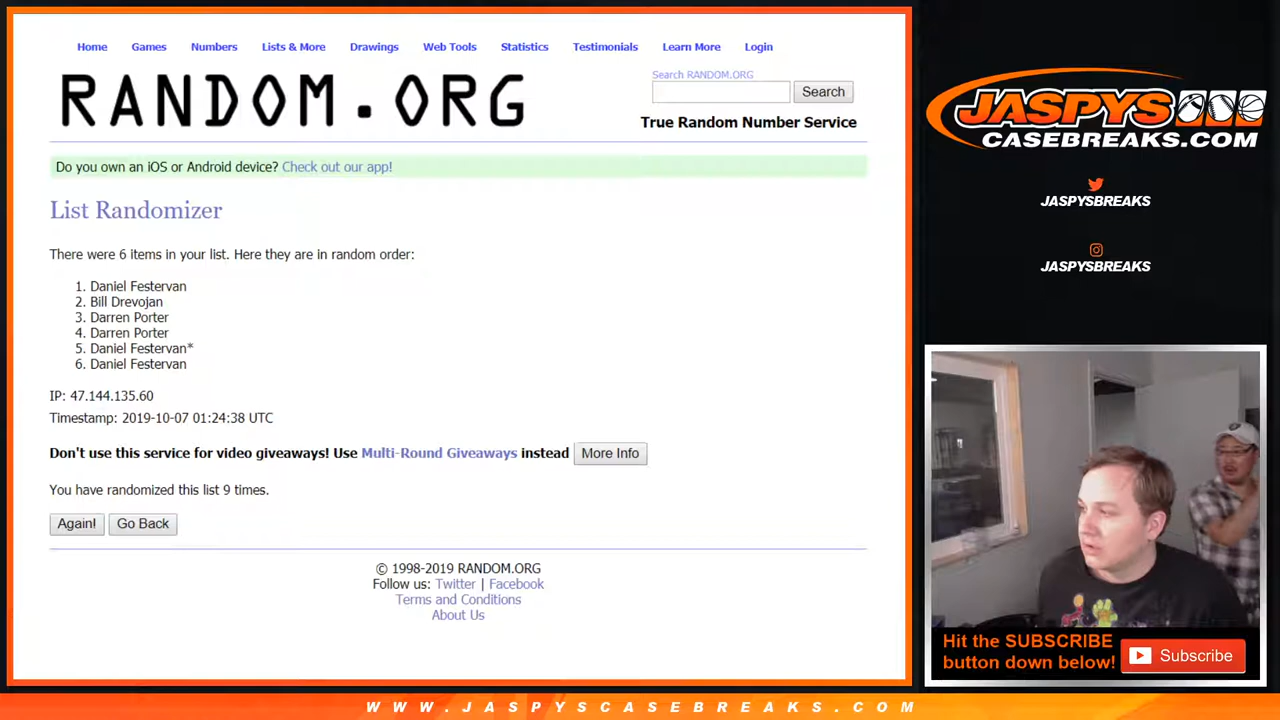 Home Games Numbers Lists & More Drawings Web Tools Statistics Testimonials Learn More Login
RANDOM.ORG
Search RANDOM.ORG
Search
True Random Number Service
Do you own an iOS or Android device? Check out our app!
List Randomizer
There were 6 items in your list. Here they are in random order:
1. Daniel Festervan
2. Bill Drevojan
3. Darren Porter
4. Darren Porter
5. Daniel Festervan*
6. Daniel Festervan
IP: 47.144.135.60
Timestamp: 2019-10-07 01:24:38 UTC
Don't use this service for video giveaways! Use Multi-Round Giveaways instead More Info
You have randomized this list 9 times.
Again! Go Back
© 1998-2019 RANDOM.ORG
Follow us: Twitter | Facebook
Terms and Conditions
About Us
JASPYS
CASEBREAKS.COM
JASPYSBREAKS
JASPYSBREAKS
Hit the SUBSCRIBE
button down below!
Subscribe
WWW.JASPYSCASEBREAKS.COM